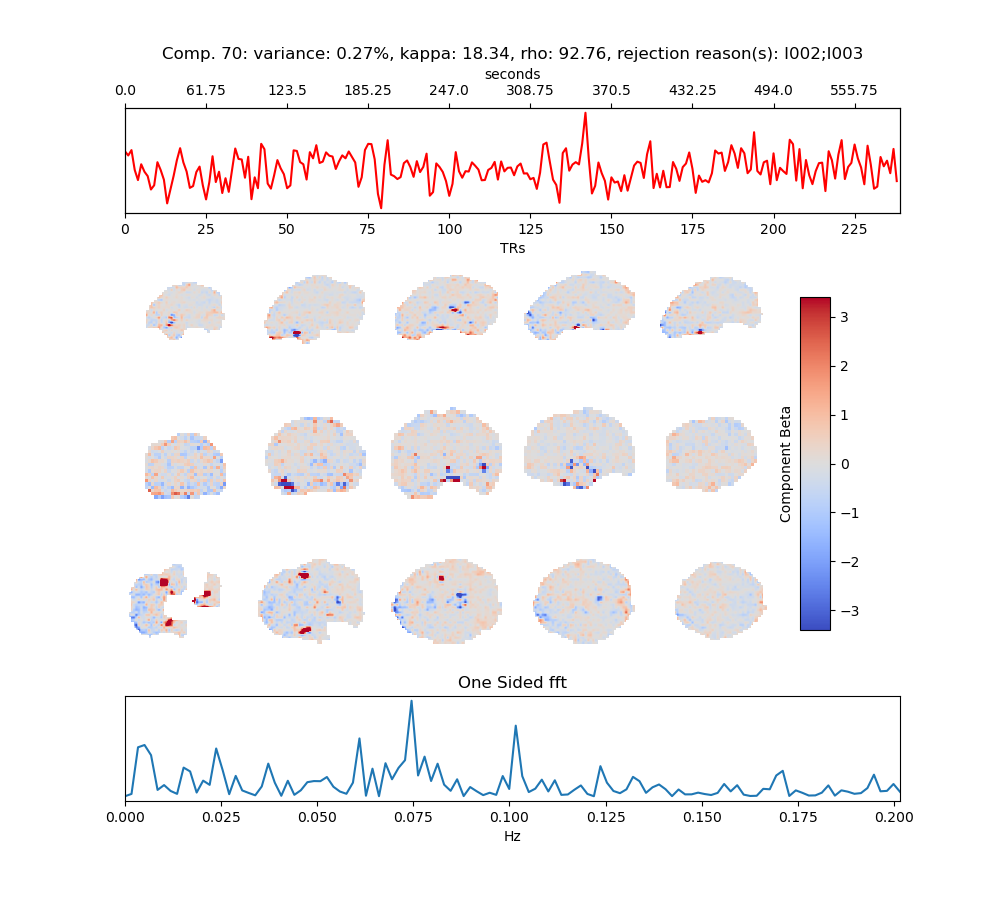 Comp. 70: variance: 0.27%, kappa: 18.34, rho: 92.76, rejection reason(s): I002;I003
seconds
0.0 61.75 123.5 185.25 247.0 308.75 370.5 432.25 494.0 555.75
0 25 50 75 100 125 150 175 200 225
TRs
3
2
1
0
−1
−2
−3
Component Beta
One Sided fft
0.000 0.025 0.050 0.075 0.100 0.125 0.150 0.175 0.200
Hz